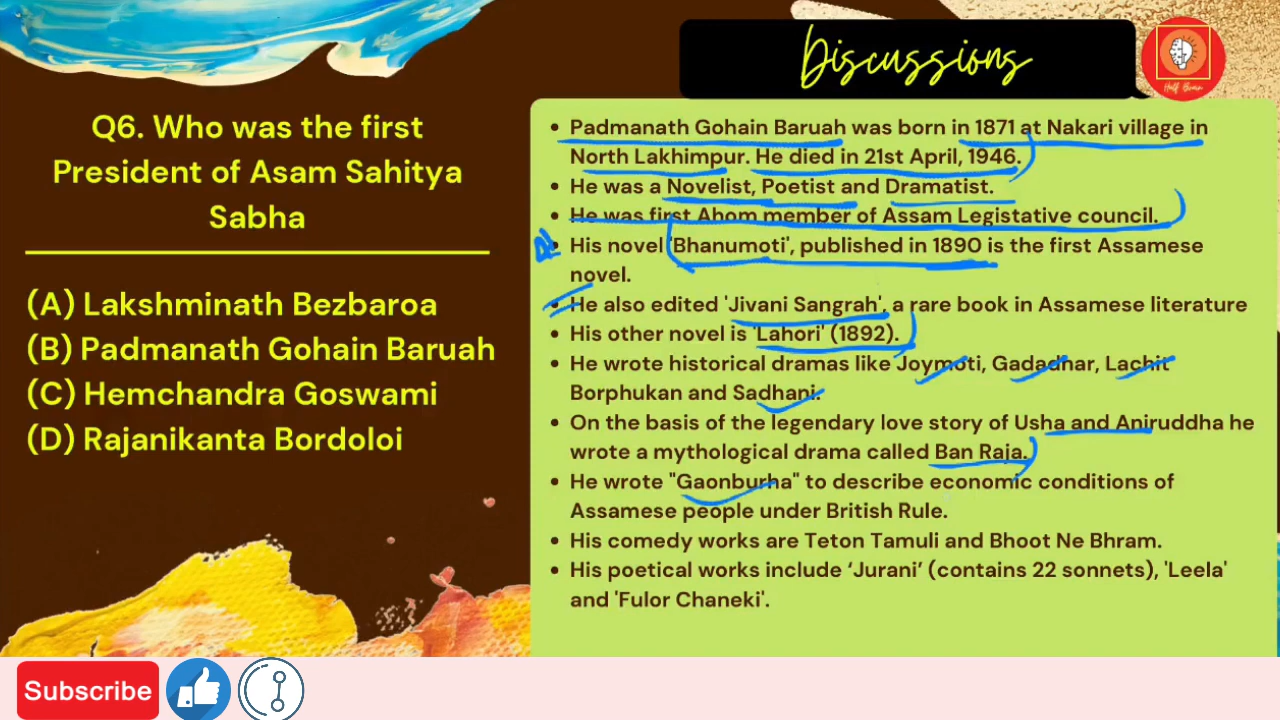 Discussions
Half Brain
Q6. Who was the first
President of Asam Sahitya
Sabha
(A) Lakshminath Bezbaroa
(B) Padmanath Gohain Baruah
(C) Hemchandra Goswami
(D) Rajanikanta Bordoloi
• Padmanath Gohain Baruah was born in 1871 at Nakari village in
North Lakhimpur. He died in 21st April, 1946.
• He was a Novelist, Poetist and Dramatist.
• He was first Ahom member of Assam Legistative council.
• His novel 'Bhanumoti', published in 1890 is the first Assamese
novel.
• He also edited 'Jivani Sangrah', a rare book in Assamese literature
• His other novel is 'Lahori' (1892).
• He wrote historical dramas like Joymoti, Gadadhar, Lachit
Borphukan and Sadhani.
• On the basis of the legendary love story of Usha and Aniruddha he
wrote a mythological drama called Ban Raja.
• He wrote "Gaonburha" to describe economic conditions of
Assamese people under British Rule.
• His comedy works are Teton Tamuli and Bhoot Ne Bhram.
• His poetical works include ‘Jurani’ (contains 22 sonnets), 'Leela'
and 'Fulor Chaneki'.
Subscribe